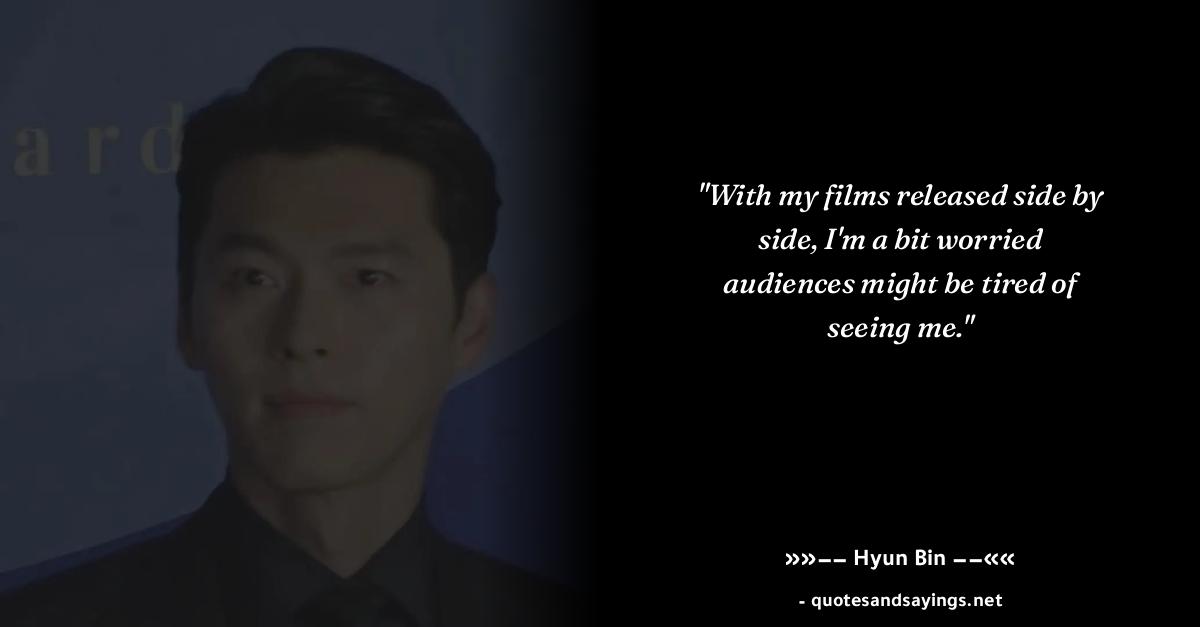 ard
"With my films released side by
side, I'm a bit worried
audiences might be tired of
seeing me."
»»−− Hyun Bin −−««
- quotesandsayings.net